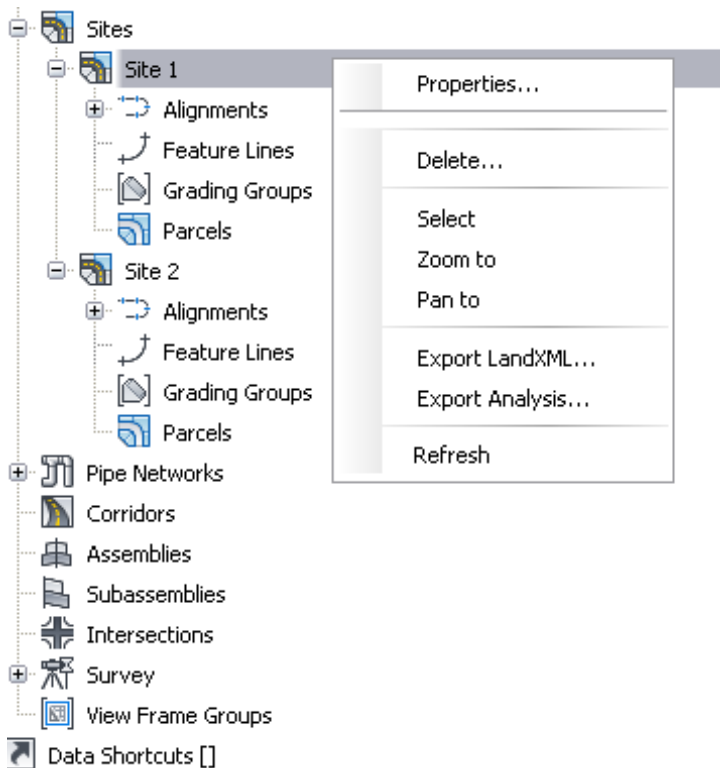 Sites
Site 1
Alignments
Feature Lines
Grading Groups
Parcels
Site 2
Alignments
Feature Lines
Grading Groups
Parcels
Pipe Networks
Corridors
Assemblies
Subassemblies
Intersections
Survey
View Frame Groups
Data Shortcuts []
Properties...
Delete...
Select
Zoom to
Pan to
Export LandXML...
Export Analysis...
Refresh